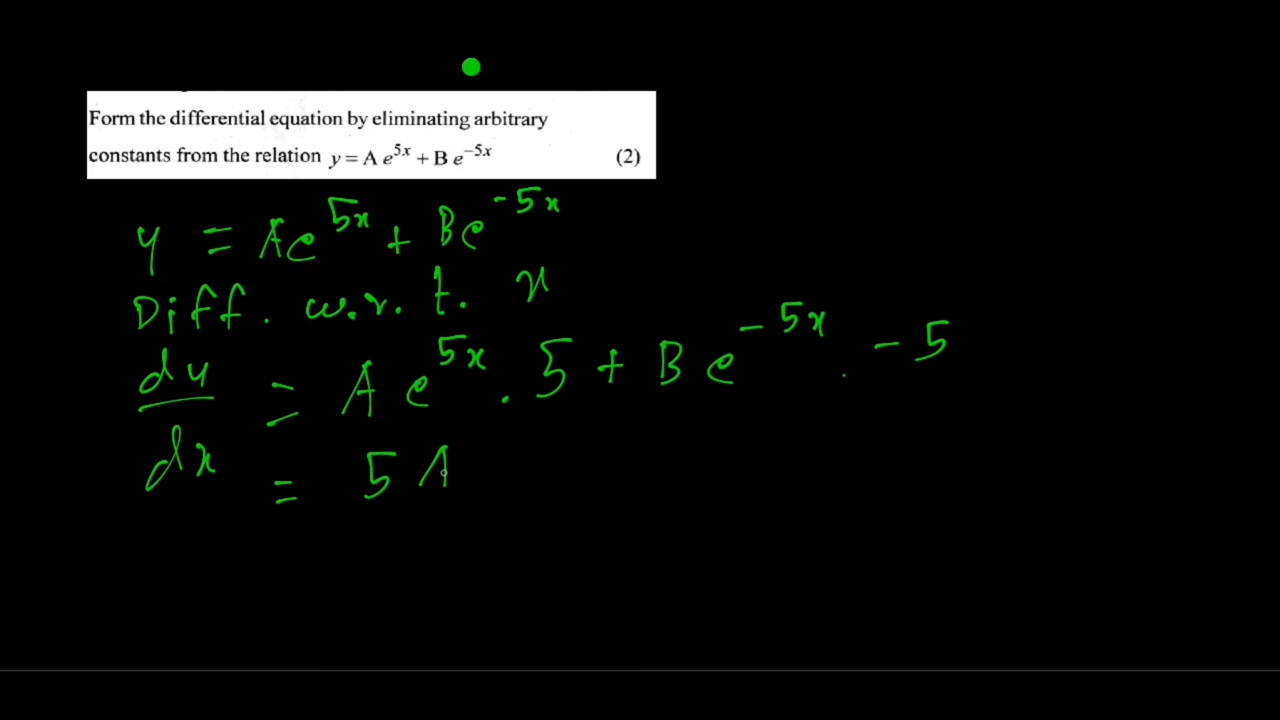 Form the differential equation by eliminating arbitrary
constants from the relation y = A e^{5x} + B e^{-5x} (2)
y = Ae^{5x} + Be^{-5x}
Diff. w.r.t. x
dy/dx = A e^{5x} . 5 + B e^{-5x} . -5
= 5 A